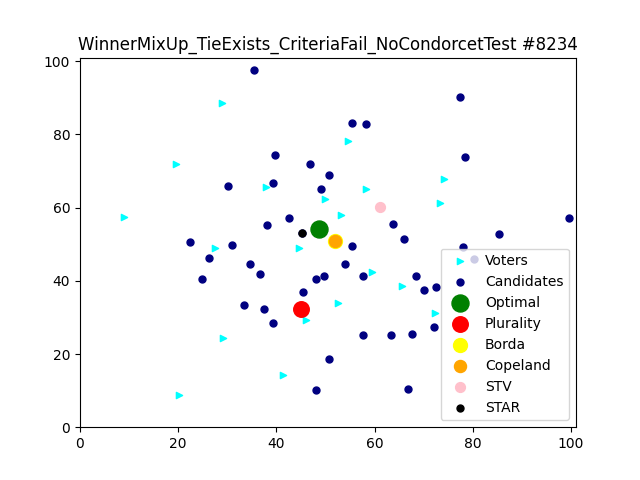 WinnerMixUp_TieExists_CriteriaFail_NoCondorcetTest #8234
100
80
60
40
20
0
0 20 40 60 80 100
Voters
Candidates
Optimal
Plurality
Borda
Copeland
STV
STAR